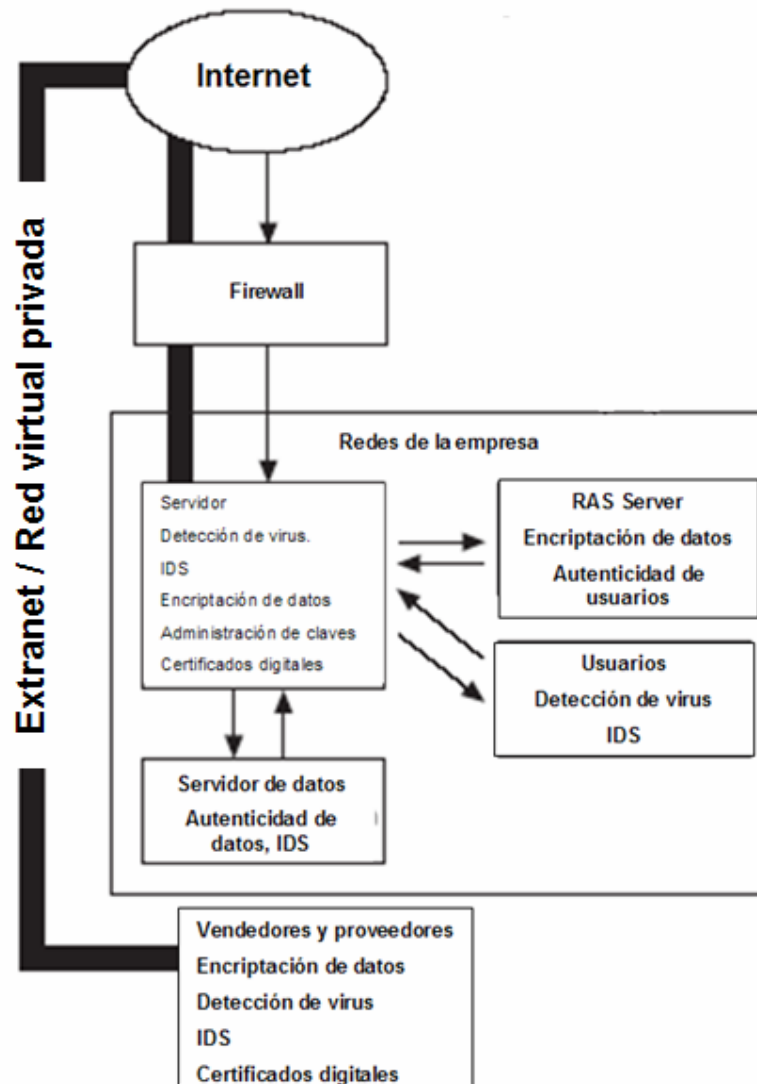 Internet
Extranet / Red virtual privada
Firewall
Redes de la empresa
Servidor
Detección de virus.
IDS
Encriptación de datos
Administración de claves
Certificados digitales
RAS Server
Encriptación de datos
Autenticidad de
usuarios
Usuarios
Detección de virus
IDS
Servidor de datos
Autenticidad de
datos, IDS
Vendedores y proveedores
Encriptación de datos
Detección de virus
IDS
Certificados digitales